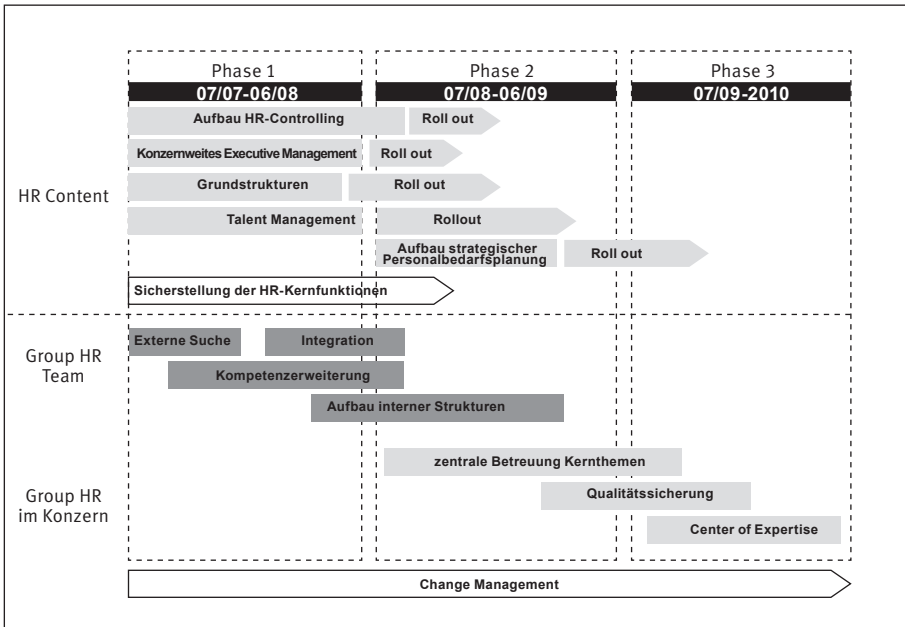 Phase 1
Phase 2
Phase 3
07/07-06/08
07/08-06/09
07/09-2010
HR Content
Aufbau HR-Controlling
Roll out
Konzernweites Executive Management
Roll out
Grundstrukturen
Roll out
Talent Management
Rollout
Aufbau strategischer
Personalbedarfsplanung
Roll out
Sicherstellung der HR-Kernfunktionen
Group HR
Team
Externe Suche
Integration
Kompetenzerweiterung
Aufbau interner Strukturen
Group HR
im Konzern
zentrale Betreuung Kernthemen
Qualitätssicherung
Center of Expertise
Change Management